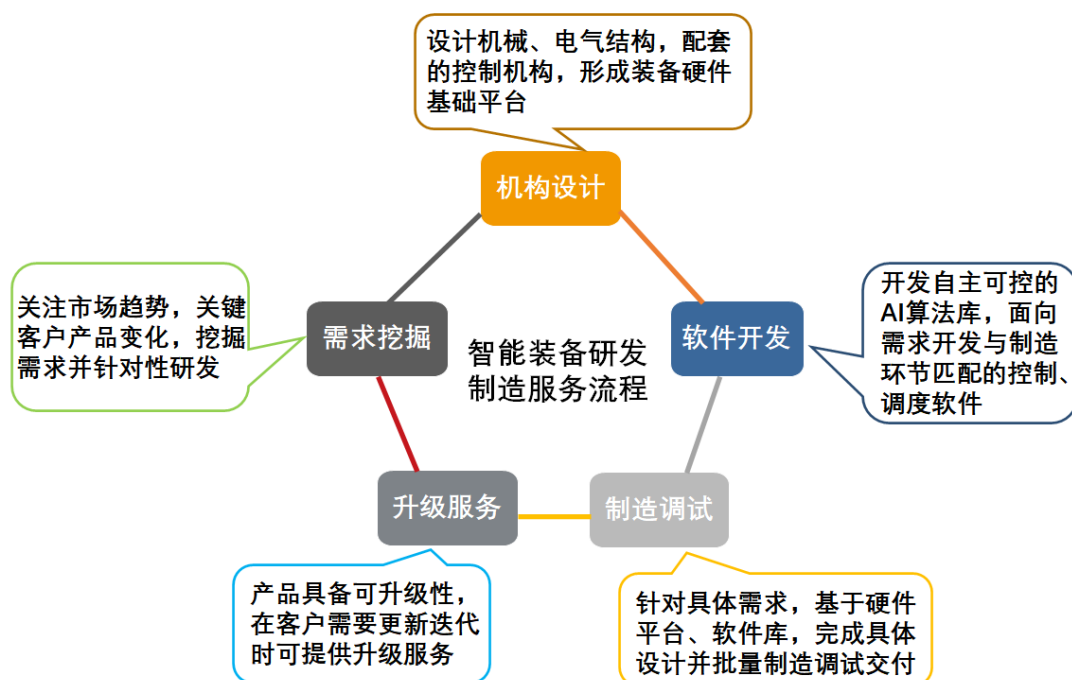 设计机械、电气结构，配套
的控制机构，形成装备硬件
基础平台
机构设计
关注市场趋势，关键
客户产品变化，挖掘
需求并针对性研发
需求挖掘
智能装备研发
制造服务流程
软件开发
开发自主可控的
AI算法库，面向
需求开发与制造
环节匹配的控制、
调度软件
升级服务
制造调试
产品具备可升级性，
在客户需要更新迭代
时可提供升级服务
针对具体需求，基于硬件
平台、软件库，完成具体
设计并批量制造调试交付